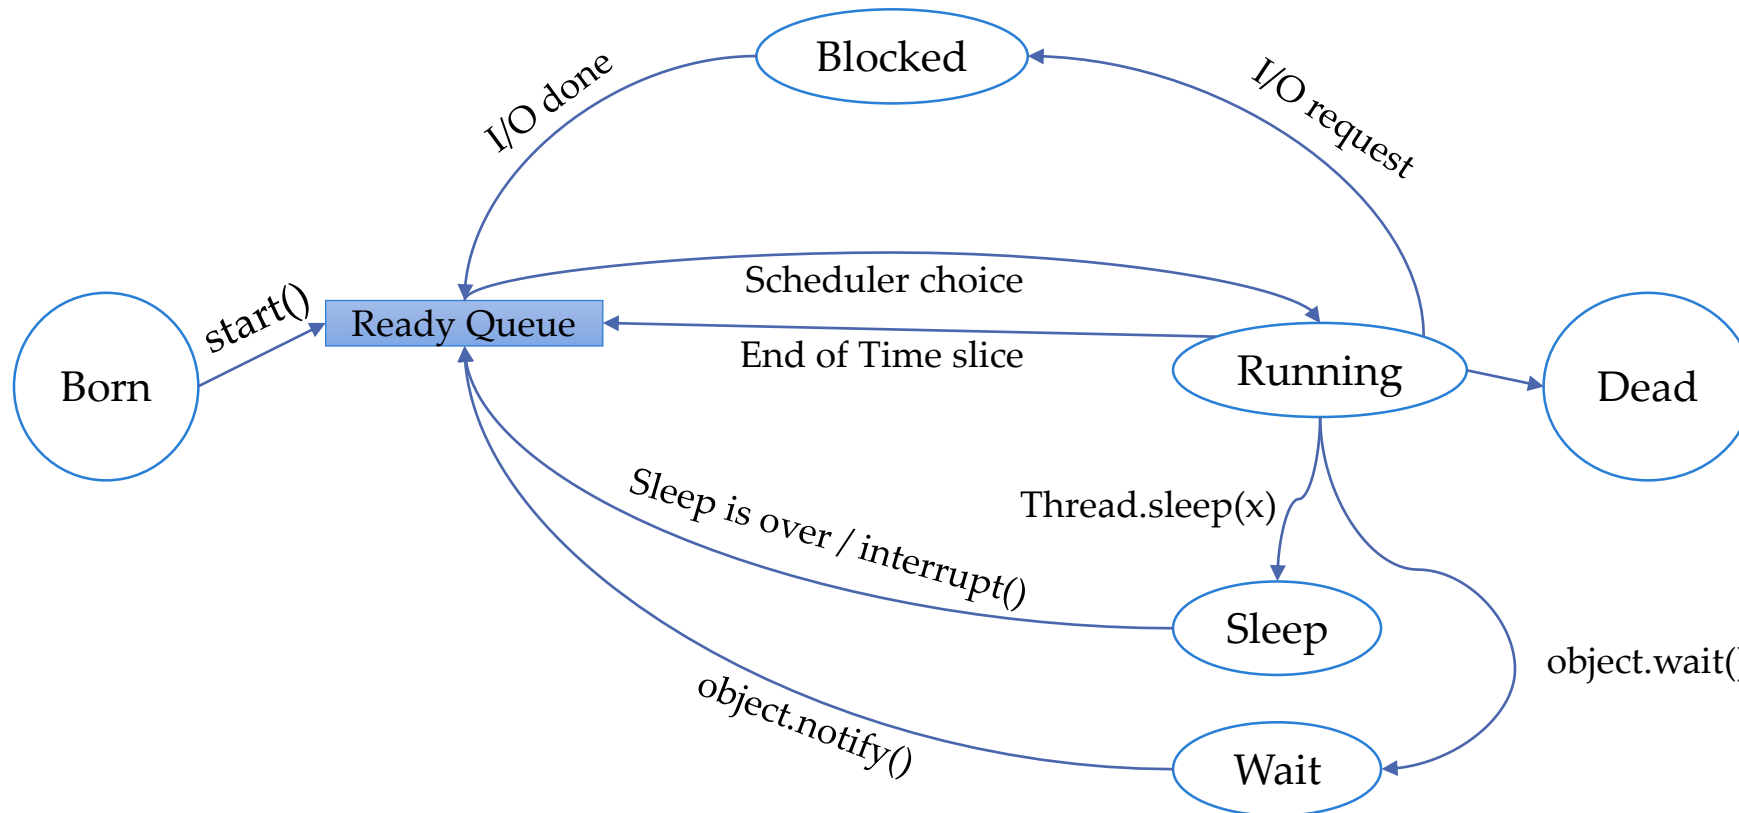 Blocked
I/O done
I/O request
Scheduler choice
start()
Ready Queue
End of Time slice
Running
Born
Dead
Sleep is over / interrupt()
Thread.sleep(x)
Sleep
object.wait()
object.notify()
Wait